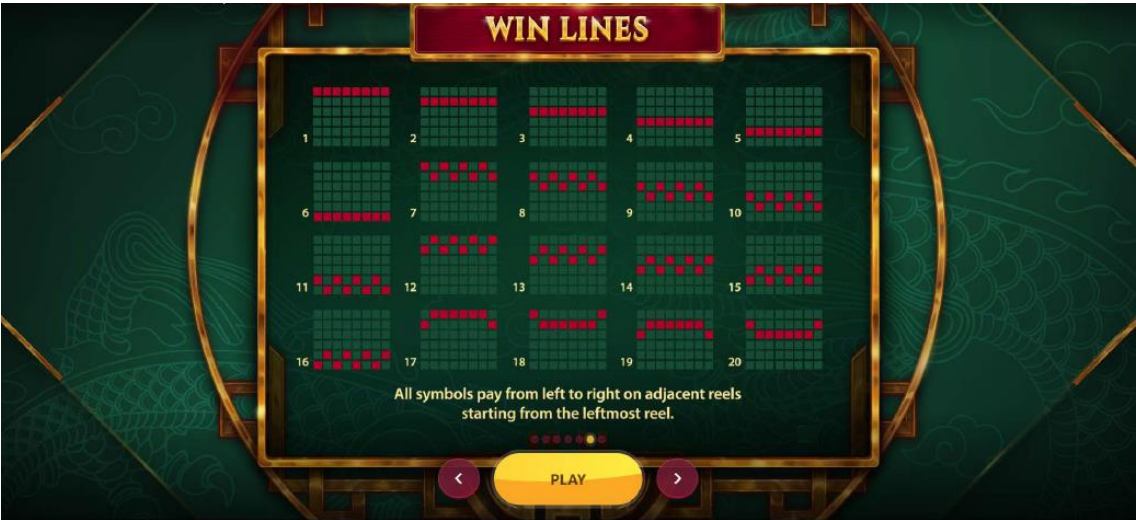 WIN LINES
1 2 3 4 5
6 7 8 9 10
11 12 13 14 15
16 17 18 19 20
All symbols pay from left to right on adjacent reels
starting from the leftmost reel.
< PLAY >